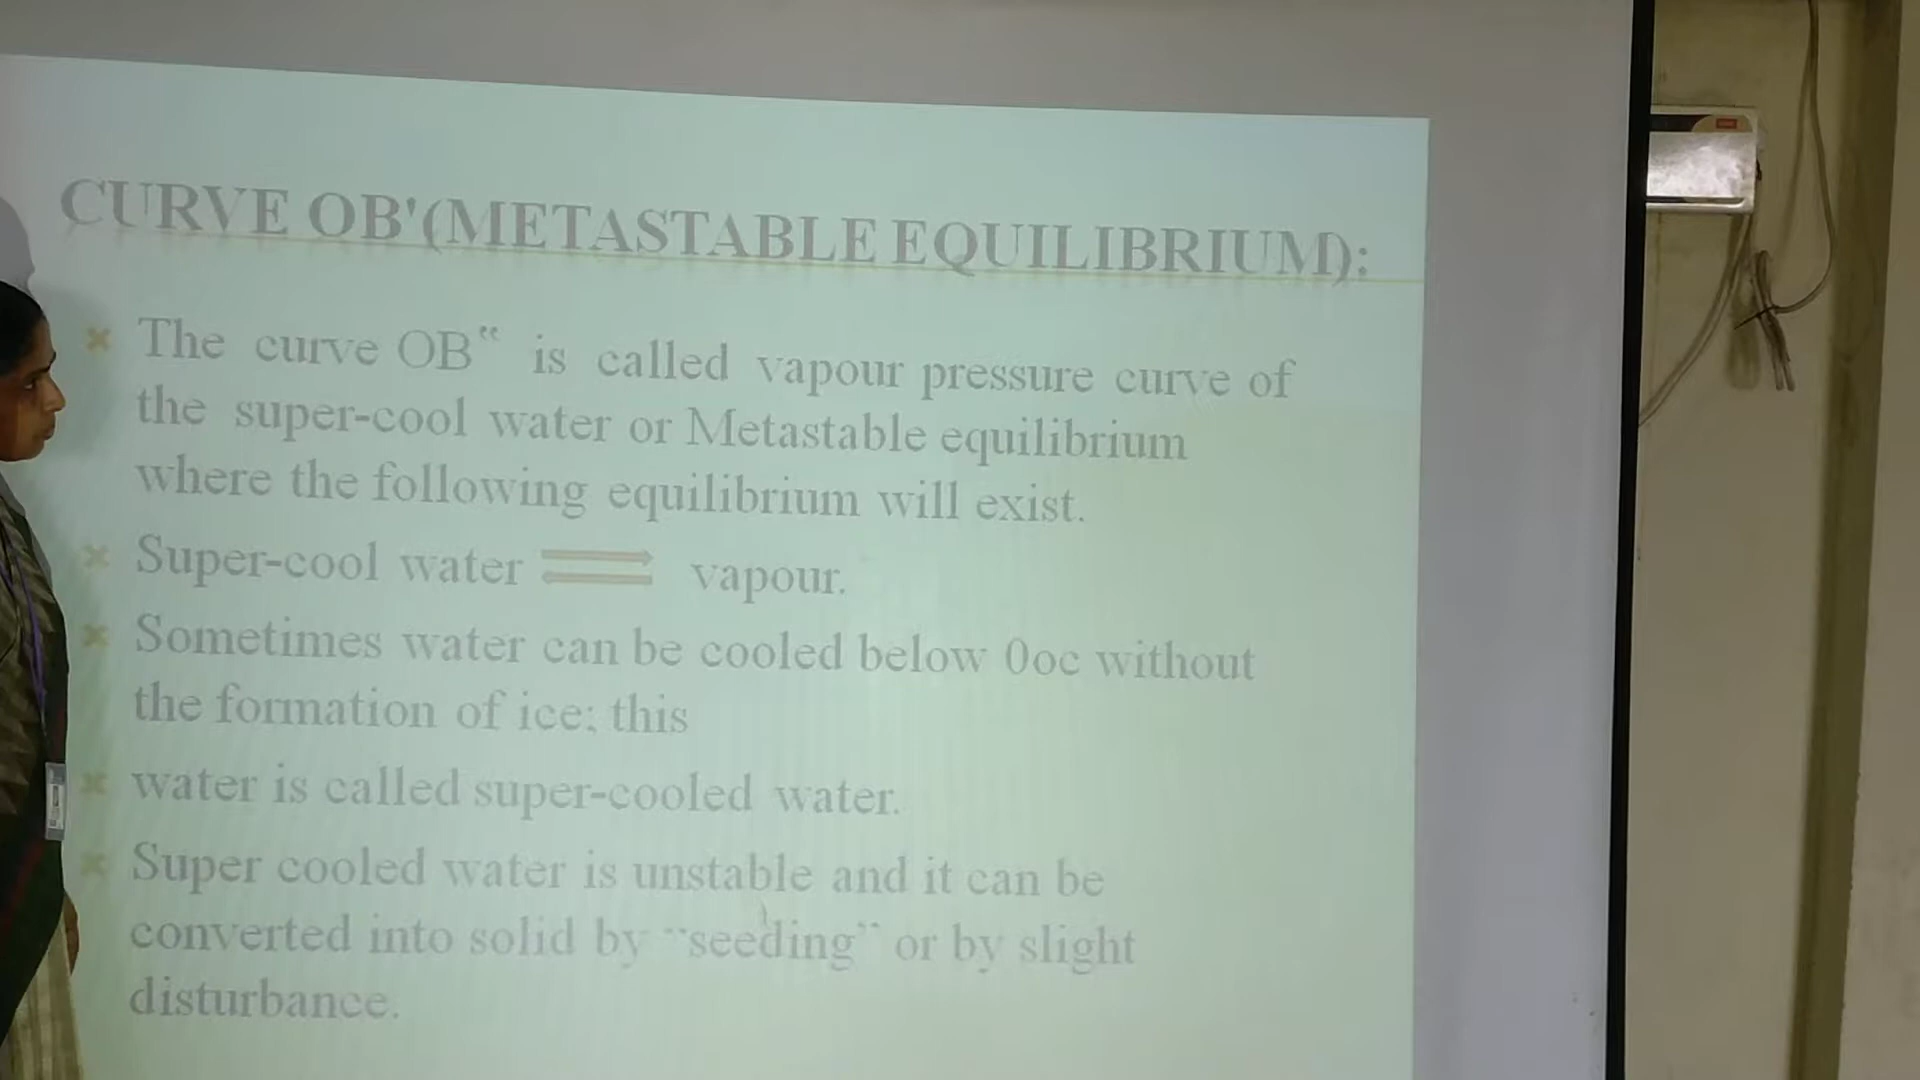 CURVE OB'(METASTABLE EQUILIBRIUM):
The curve OB‟ is called vapour pressure curve of
the super-cool water or Metastable equilibrium
where the following equilibrium will exist.
Super-cool water ⇌ vapour.
Sometimes water can be cooled below 0oc without
the formation of ice; this
water is called super-cooled water.
Super cooled water is unstable and it can be
converted into solid by “seeding” or by slight
disturbance.